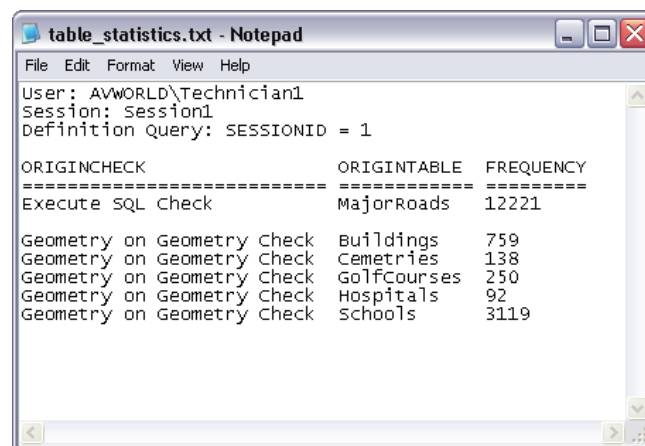 table_statistics.txt - Notepad
File Edit Format View Help
User: AVWORLD\Technician1
Session: Session1
Definition Query: SESSIONID = 1
ORIGINCHECK ORIGINTABLE FREQUENCY
=========================== ============ =========
Execute SQL Check MajorRoads 12221
Geometry on Geometry Check Buildings 759
Geometry on Geometry Check Cemetries 138
Geometry on Geometry Check GolfCourses 250
Geometry on Geometry Check Hospitals 92
Geometry on Geometry Check Schools 3119